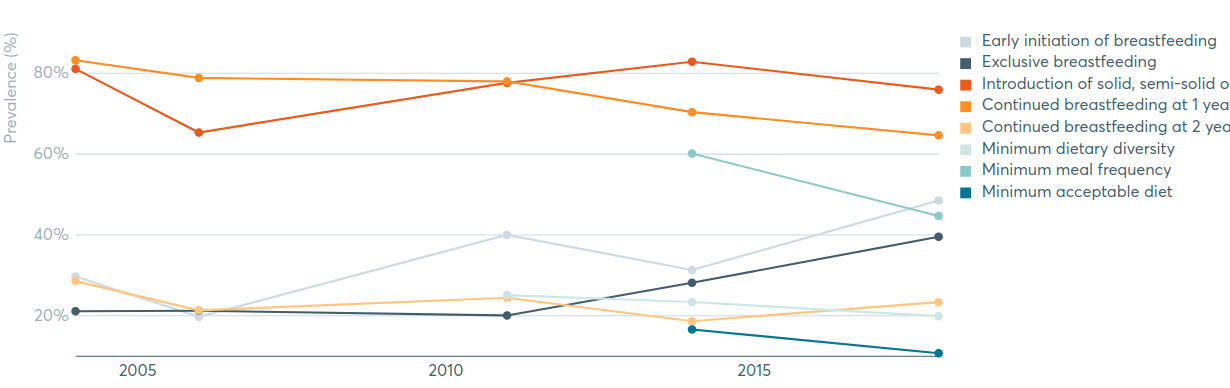 Prevalence (%)
80%
60%
40%
20%
2005
2010
2015
Early initiation of breastfeeding
Exclusive breastfeeding
Introduction of solid, semi-solid o
Continued breastfeeding at 1 yea
Continued breastfeeding at 2 yea
Minimum dietary diversity
Minimum meal frequency
Minimum acceptable diet